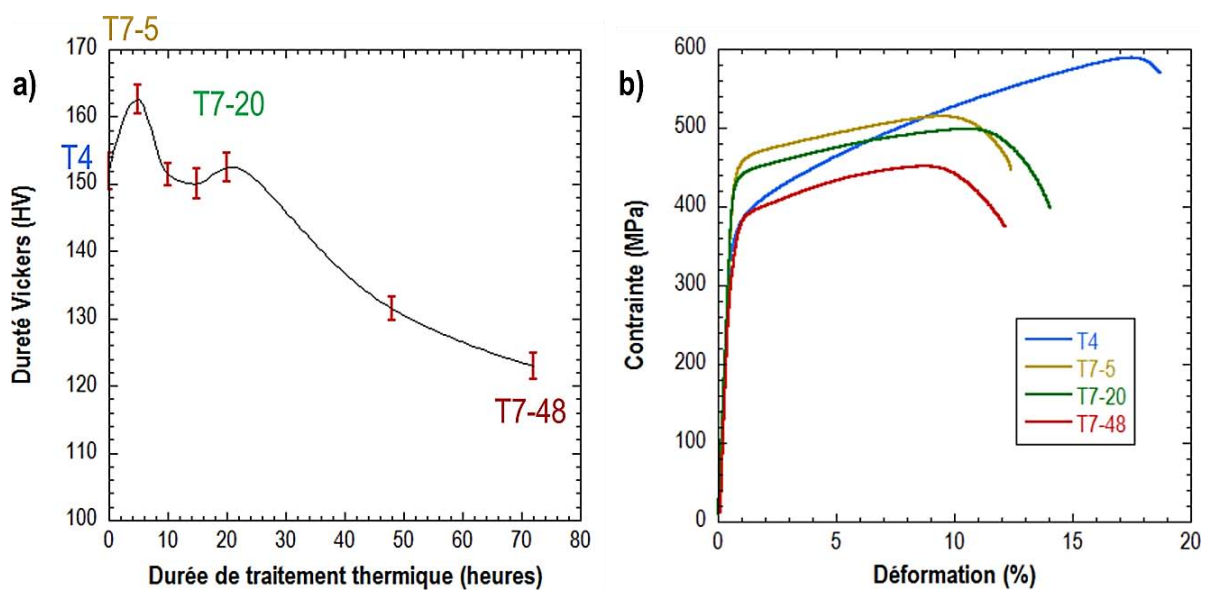 a)
T7-5
T4
T7-20
T7-48
170
160
150
140
130
120
110
100
Dureté Vickers (HV)
0 10 20 30 40 50 60 70 80
Durée de traitement thermique (heures)
b)
600
500
400
300
200
100
0
Contrainte (MPa)
T4
T7-5
T7-20
T7-48
0 5 10 15 20
Déformation (%)